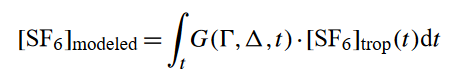 [SF₆]modeled = ∫ₜ G(Γ, Δ, t) · [SF₆]trop(t)dt